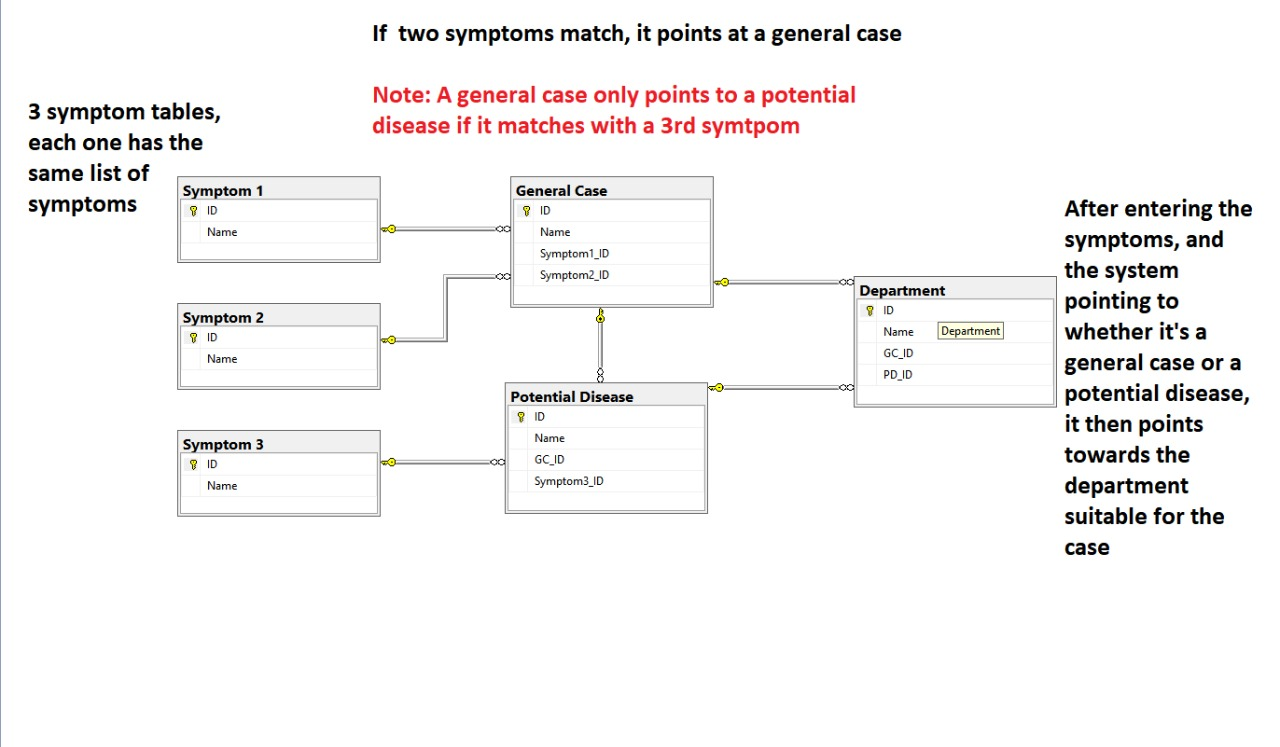 If  two symptoms match, it points at a general case
Note: A general case only points to a potential
disease if it matches with a 3rd symtpom
3 symptom tables,
each one has the
same list of
symptoms
Symptom 1
ID
Name
Symptom 2
ID
Name
Symptom 3
ID
Name
General Case
ID
Name
Symptom1_ID
Symptom2_ID
Potential Disease
ID
Name
GC_ID
Symptom3_ID
Department
ID
Name
Department
GC_ID
PD_ID
After entering the
symptoms, and
the system
pointing to
whether it's a
general case or a
potential disease,
it then points
towards the
department
suitable for the
case